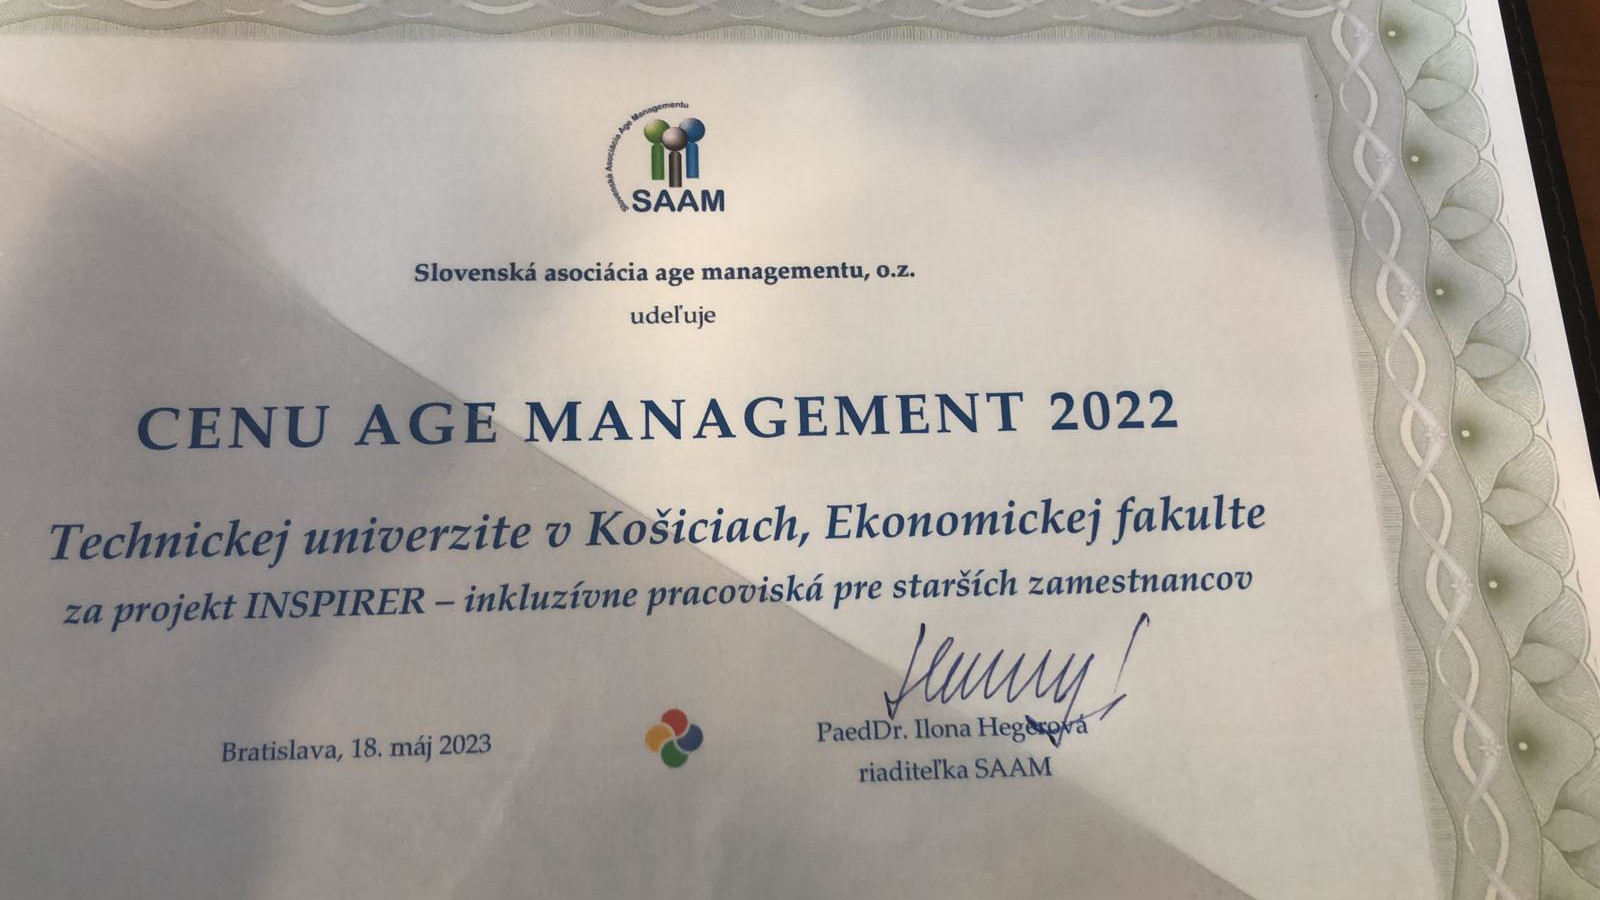 Slovenská Asociácia Age Managementu
SAAM
Slovenská asociácia age managementu, o.z.
udeľuje
CENU AGE MANAGEMENT 2022
Technickej univerzite v Košiciach, Ekonomickej fakulte
za projekt INSPIRER – inkluzívne pracoviská pre starších zamestnancov
Bratislava, 18. máj 2023
PaedDr. Ilona Hegerová
riaditeľka SAAM